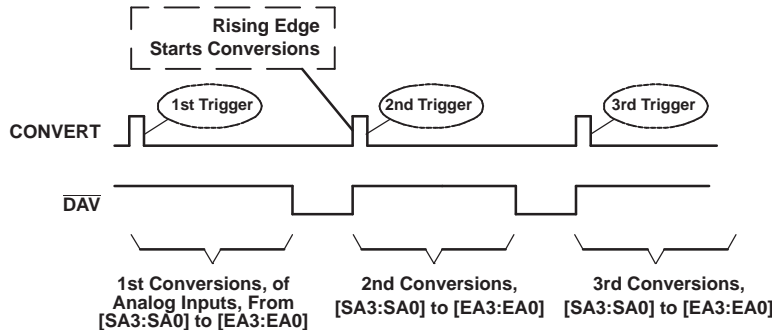 Rising Edge
Starts Conversions
1st Trigger
2nd Trigger
3rd Trigger
CONVERT
DAV
1st Conversions, of
Analog Inputs, From
[SA3:SA0] to [EA3:EA0]
2nd Conversions,
[SA3:SA0] to [EA3:EA0]
3rd Conversions,
[SA3:SA0] to [EA3:EA0]